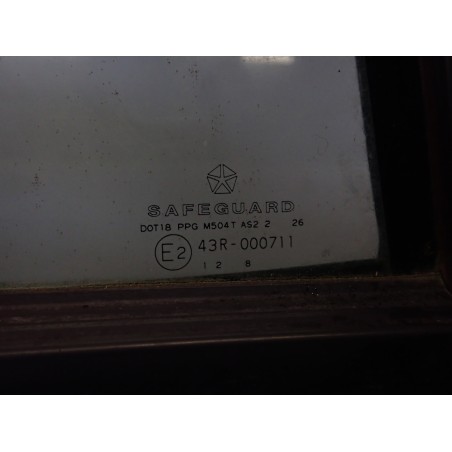 SAFEGUARD
DOT18 PPG M504T AS2 2 26
E2 43R-000711
1 2 8